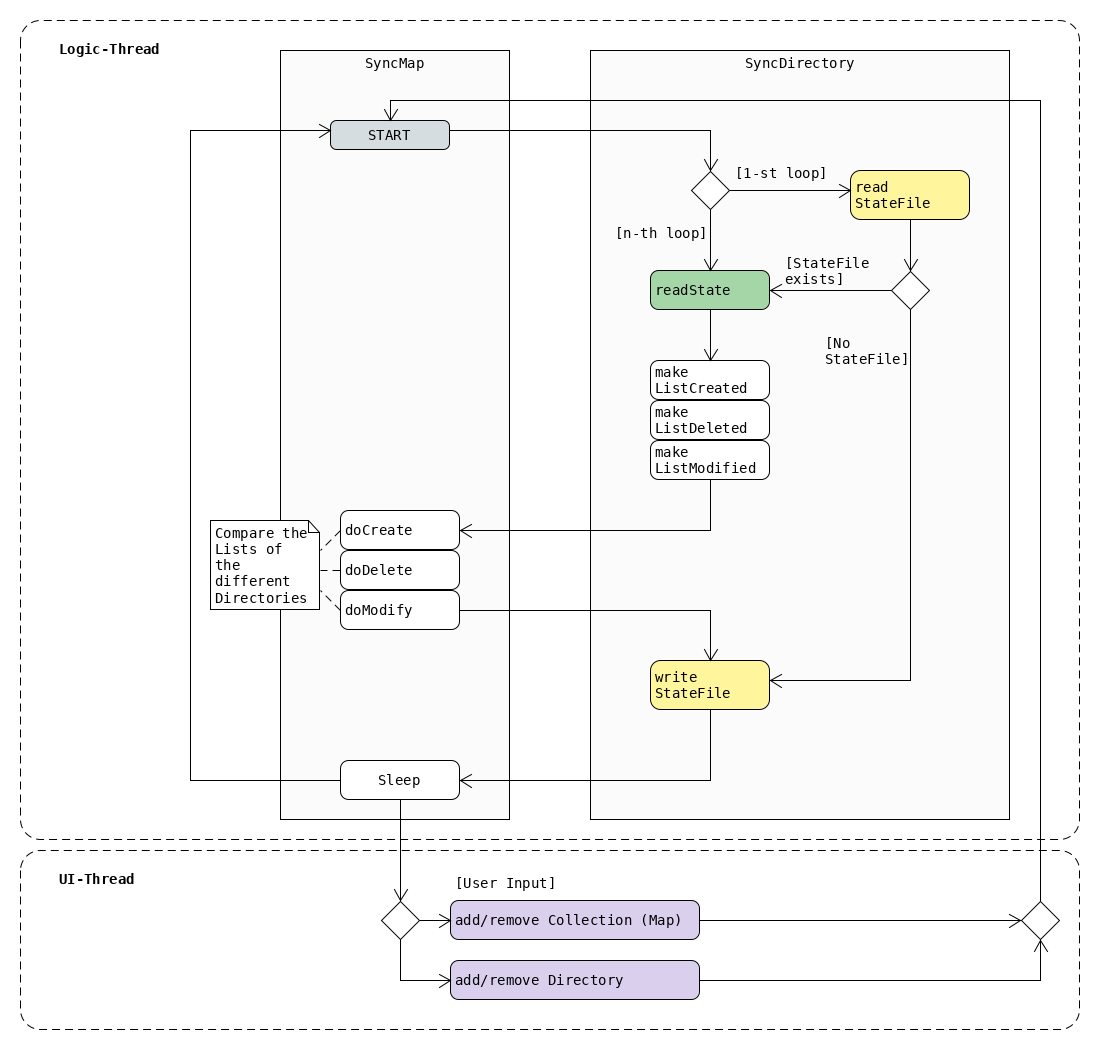 Logic-Thread
SyncMap
SyncDirectory
START
[1-st loop]
read
StateFile
[n-th loop]
[StateFile
exists]
readState
[No
StateFile]
make
ListCreated
make
ListDeleted
make
ListModified
Compare the
Lists of
the
different
Directories
doCreate
doDelete
doModify
write
StateFile
Sleep
UI-Thread
[User Input]
add/remove Collection (Map)
add/remove Directory